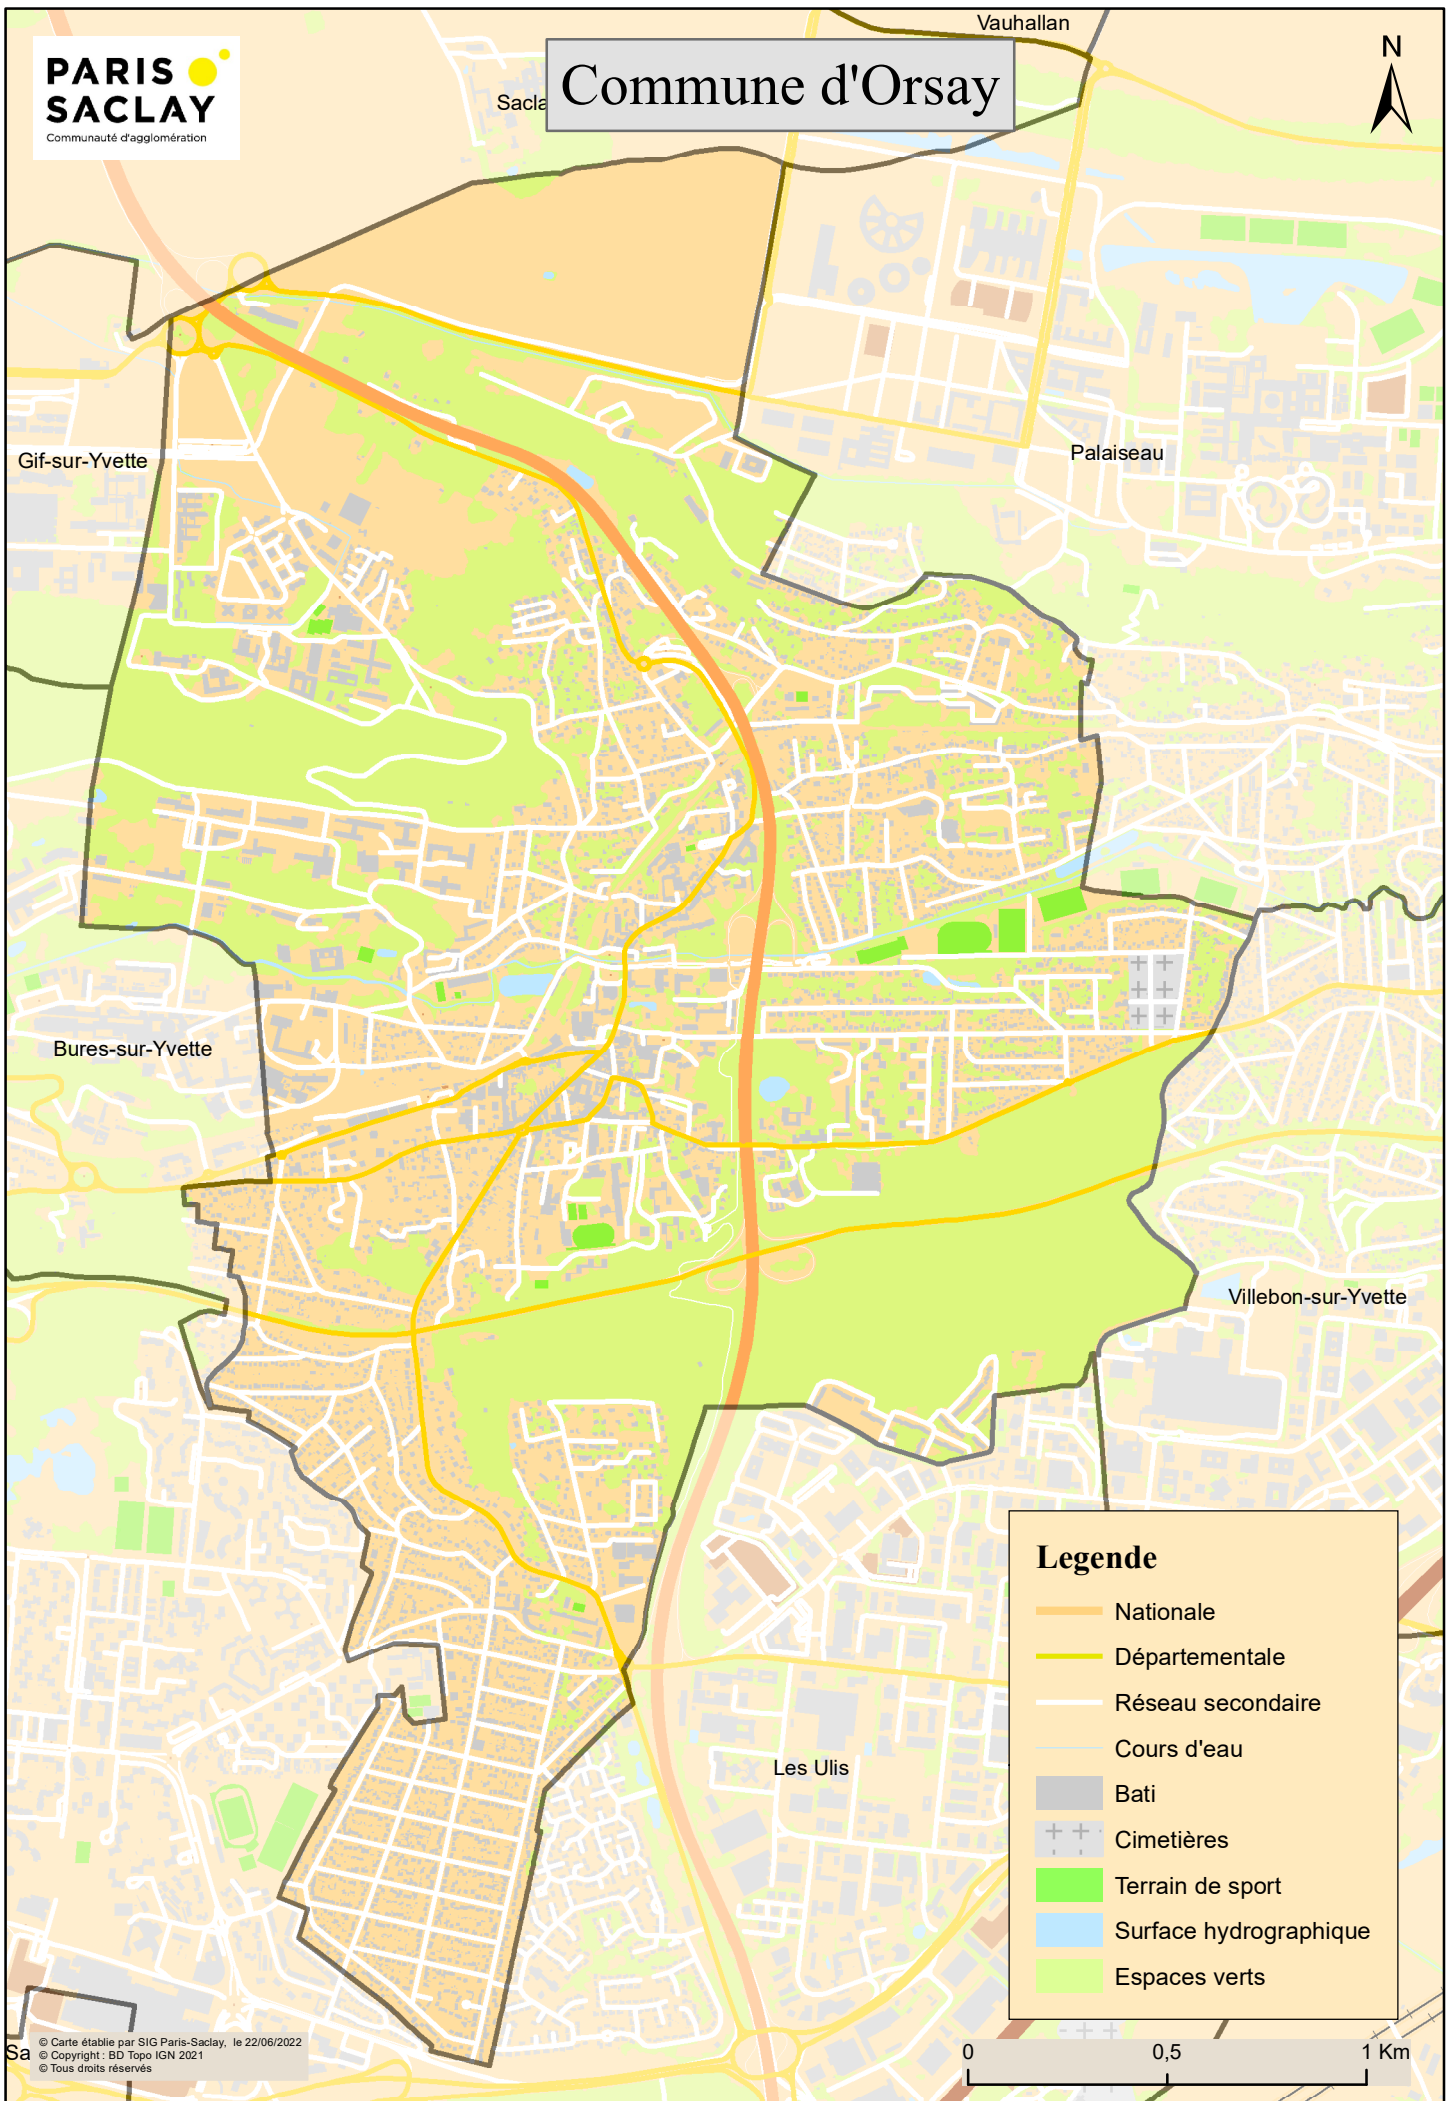 Vauhallan
PARIS
SACLAY
Communauté d'agglomération
Commune d'Orsay
N
Sacla
Gif-sur-Yvette
Palaiseau
Bures-sur-Yvette
Villebon-sur-Yvette
Les Ulis
Legende
Nationale
Départementale
Réseau secondaire
Cours d'eau
Bati
Cimetières
Terrain de sport
Surface hydrographique
Espaces verts
Sa
© Carte établie par SIG Paris-Saclay, le 22/06/2022
© Copyright : BD Topo IGN 2021
© Tous droits réservés
0 0,5 1 Km